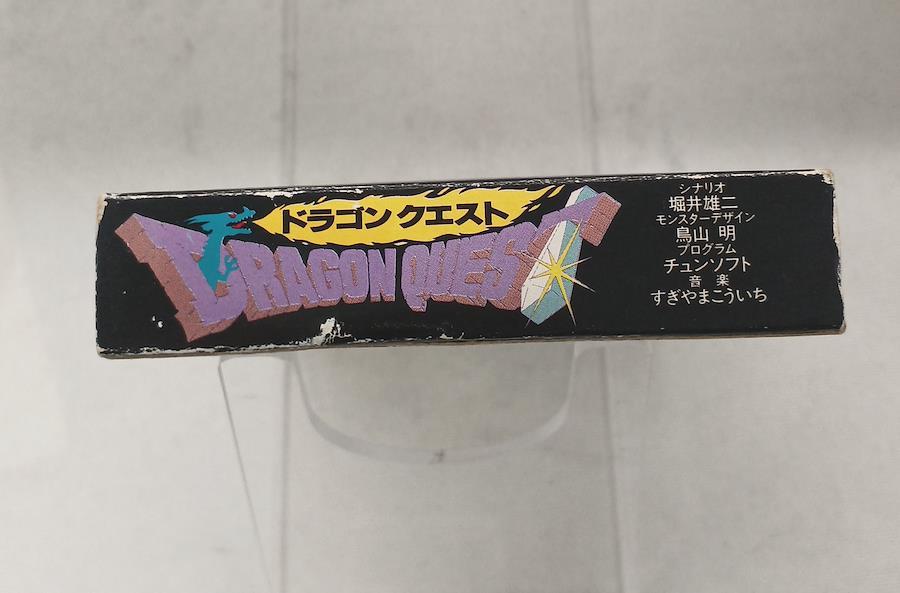 ドラゴンクエスト
DRAGON QUEST
シナリオ
堀井雄二
モンスターデザイン
鳥山 明
プログラム
チュンソフト
音楽
すぎやまこういち